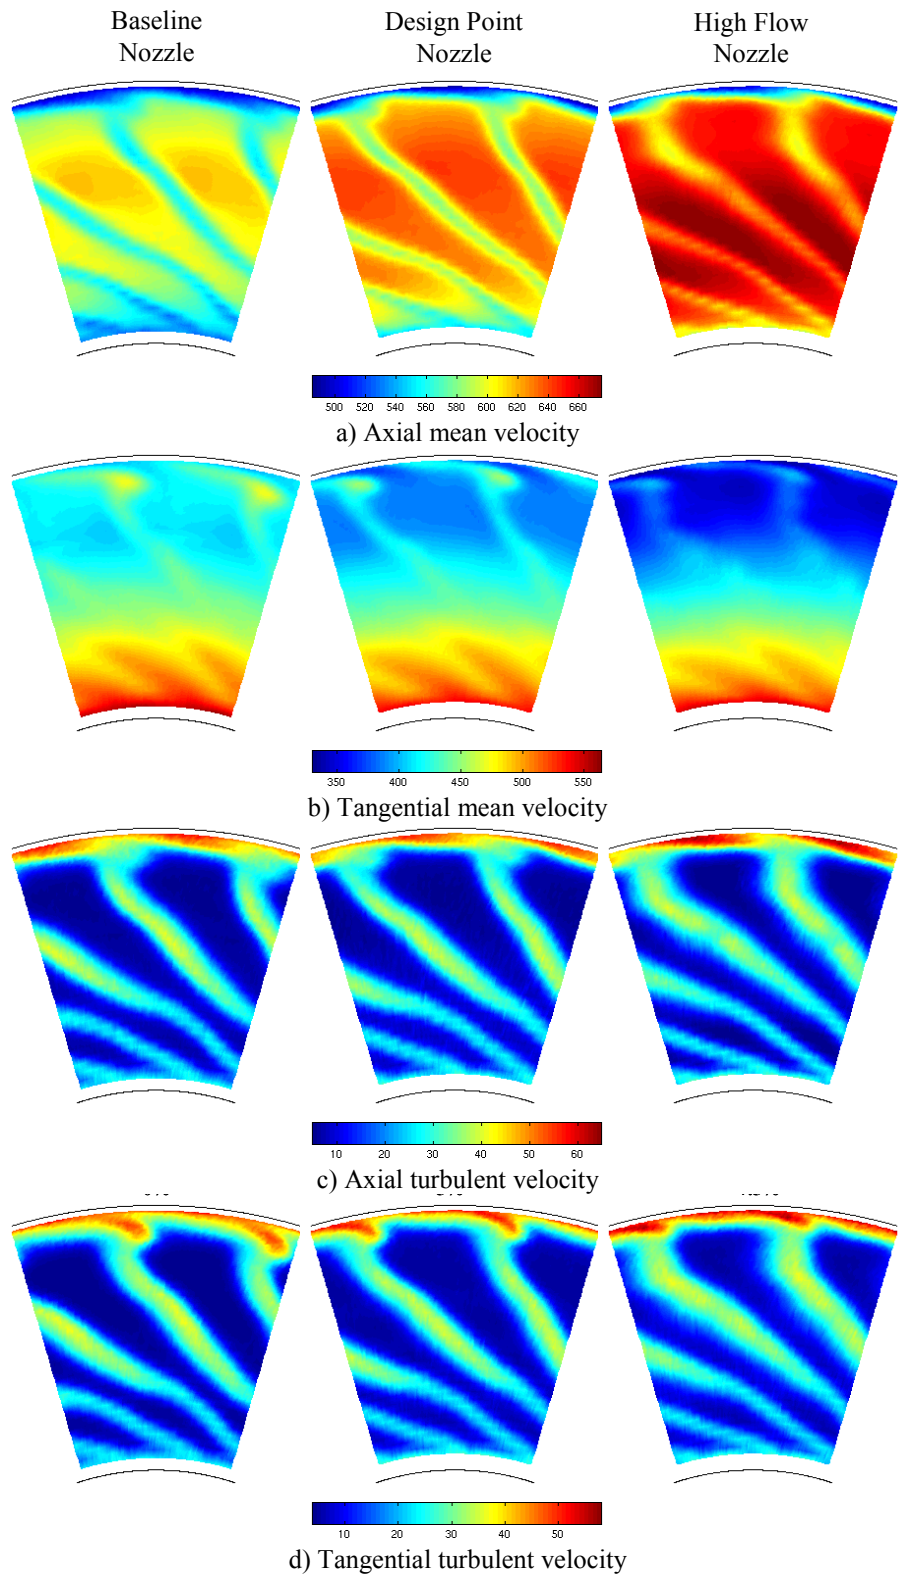 Baseline Nozzle
Design Point Nozzle
High Flow Nozzle
500 520 540 560 580 600 620 640 660
a) Axial mean velocity
350 400 450 500 550
b) Tangential mean velocity
10 20 30 40 50 60
c) Axial turbulent velocity
10 20 30 40 50
d) Tangential turbulent velocity